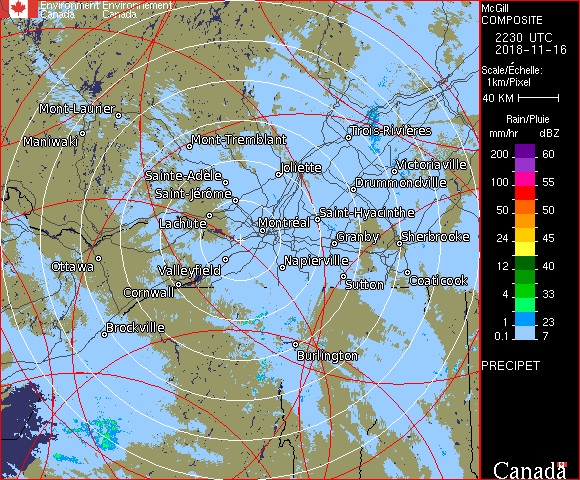 Environment Environnement
Canada Canada
McGill
COMPOSITE
2230 UTC
2018-11-16
Scale/Échelle:
1km/Pixel
40 KM
Rain/Pluie
mm/hr dBZ
200 60
100 55
50 50
24 45
12 40
4 33
1 23
0.1 7
PRECIPET
Canada
Mont-Laurier
Maniwaki
Mont-Tremblant
Trois-Rivières
Sainte-Adèle
Joliette
Victoriaville
Saint-Jérôme
Drummondville
Lachute
Montréal
Saint-Hyacinthe
Granby
Sherbrooke
Ottawa
Valleyfield
Napierville
Cornwall
Sutton
Coaticook
Brockville
Burlington